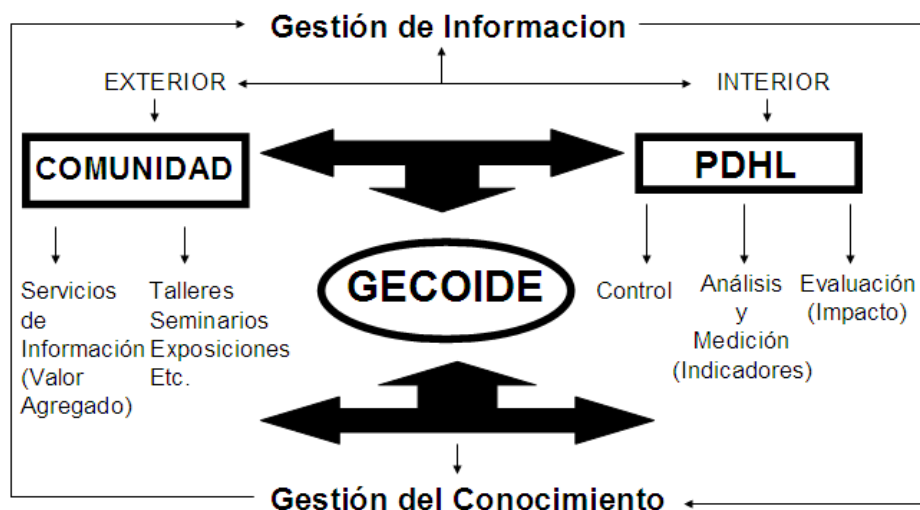 Gestión de Informacion
EXTERIOR
INTERIOR
COMUNIDAD
PDHL
GECOIDE
Servicios
de
Información
(Valor
Agregado)
Talleres
Seminarios
Exposiciones
Etc.
Control
Análisis
y
Medición
(Indicadores)
Evaluación
(Impacto)
Gestión del Conocimiento